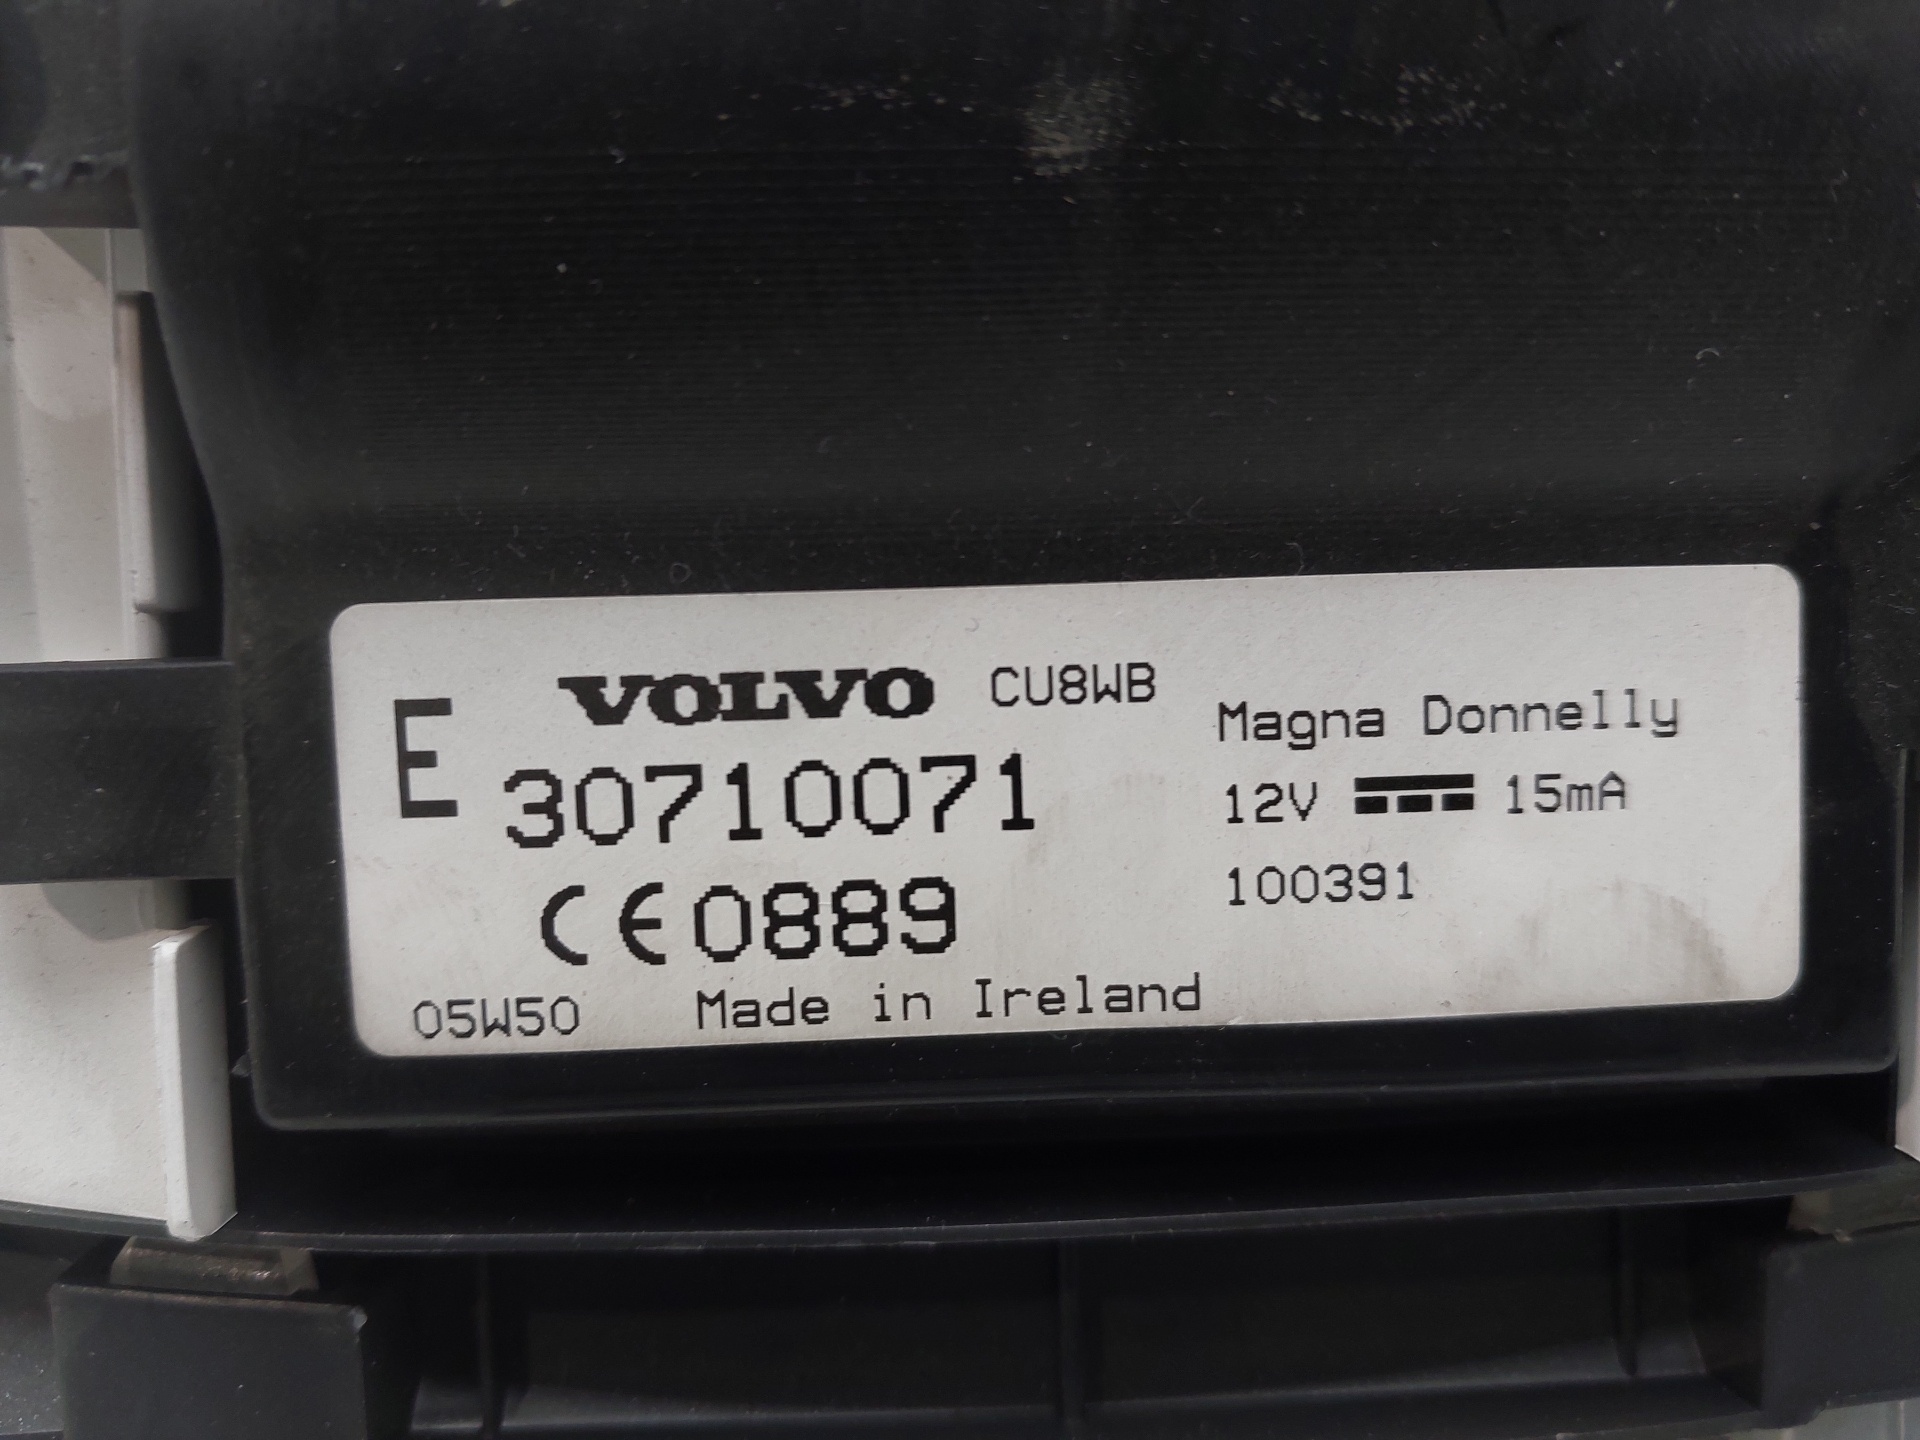 E VOLVO CU8WB
30710071
CE0889
05W50 Made in Ireland
Magna Donnelly
12V ⎓ 15mA
100391